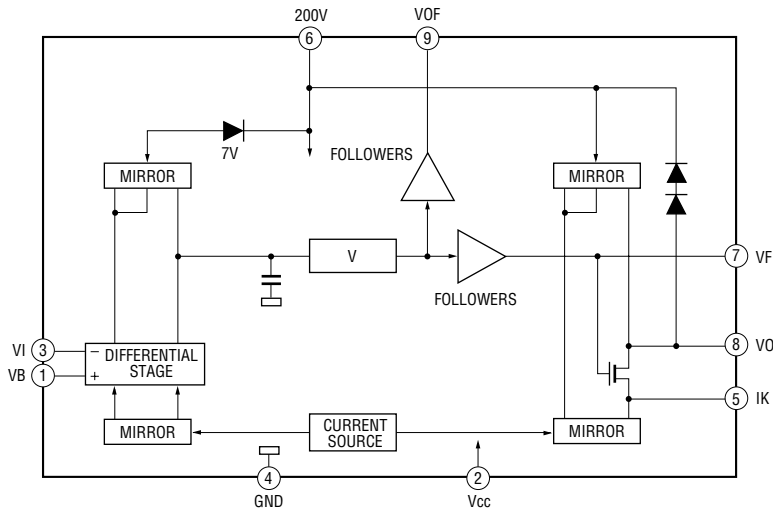 200V
VOF
6
9
7V
FOLLOWERS
MIRROR
MIRROR
V
FOLLOWERS
7
VF
VI
3
−
DIFFERENTIAL
STAGE
8
VO
VB
1
+
5
IK
MIRROR
CURRENT
SOURCE
MIRROR
4
GND
2
Vcc